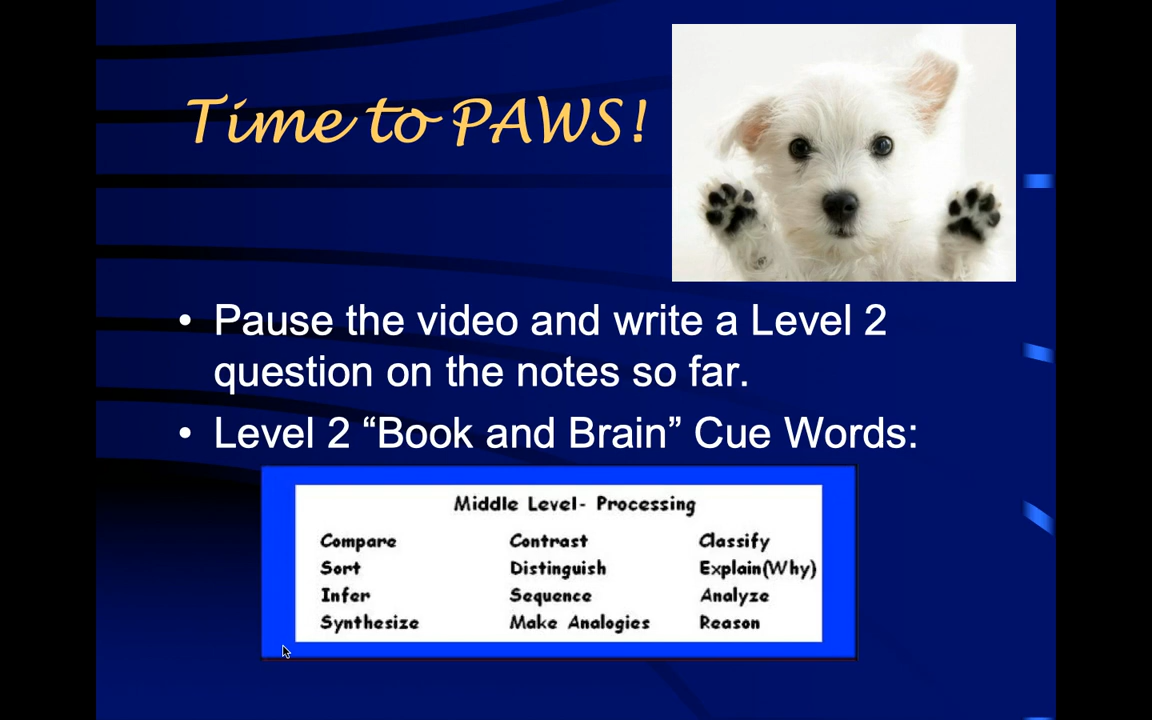 Time to PAWS!
• Pause the video and write a Level 2
question on the notes so far.
• Level 2 “Book and Brain” Cue Words:
Middle Level- Processing
Compare Contrast Classify
Sort Distinguish Explain(Why)
Infer Sequence Analyze
Synthesize Make Analogies Reason